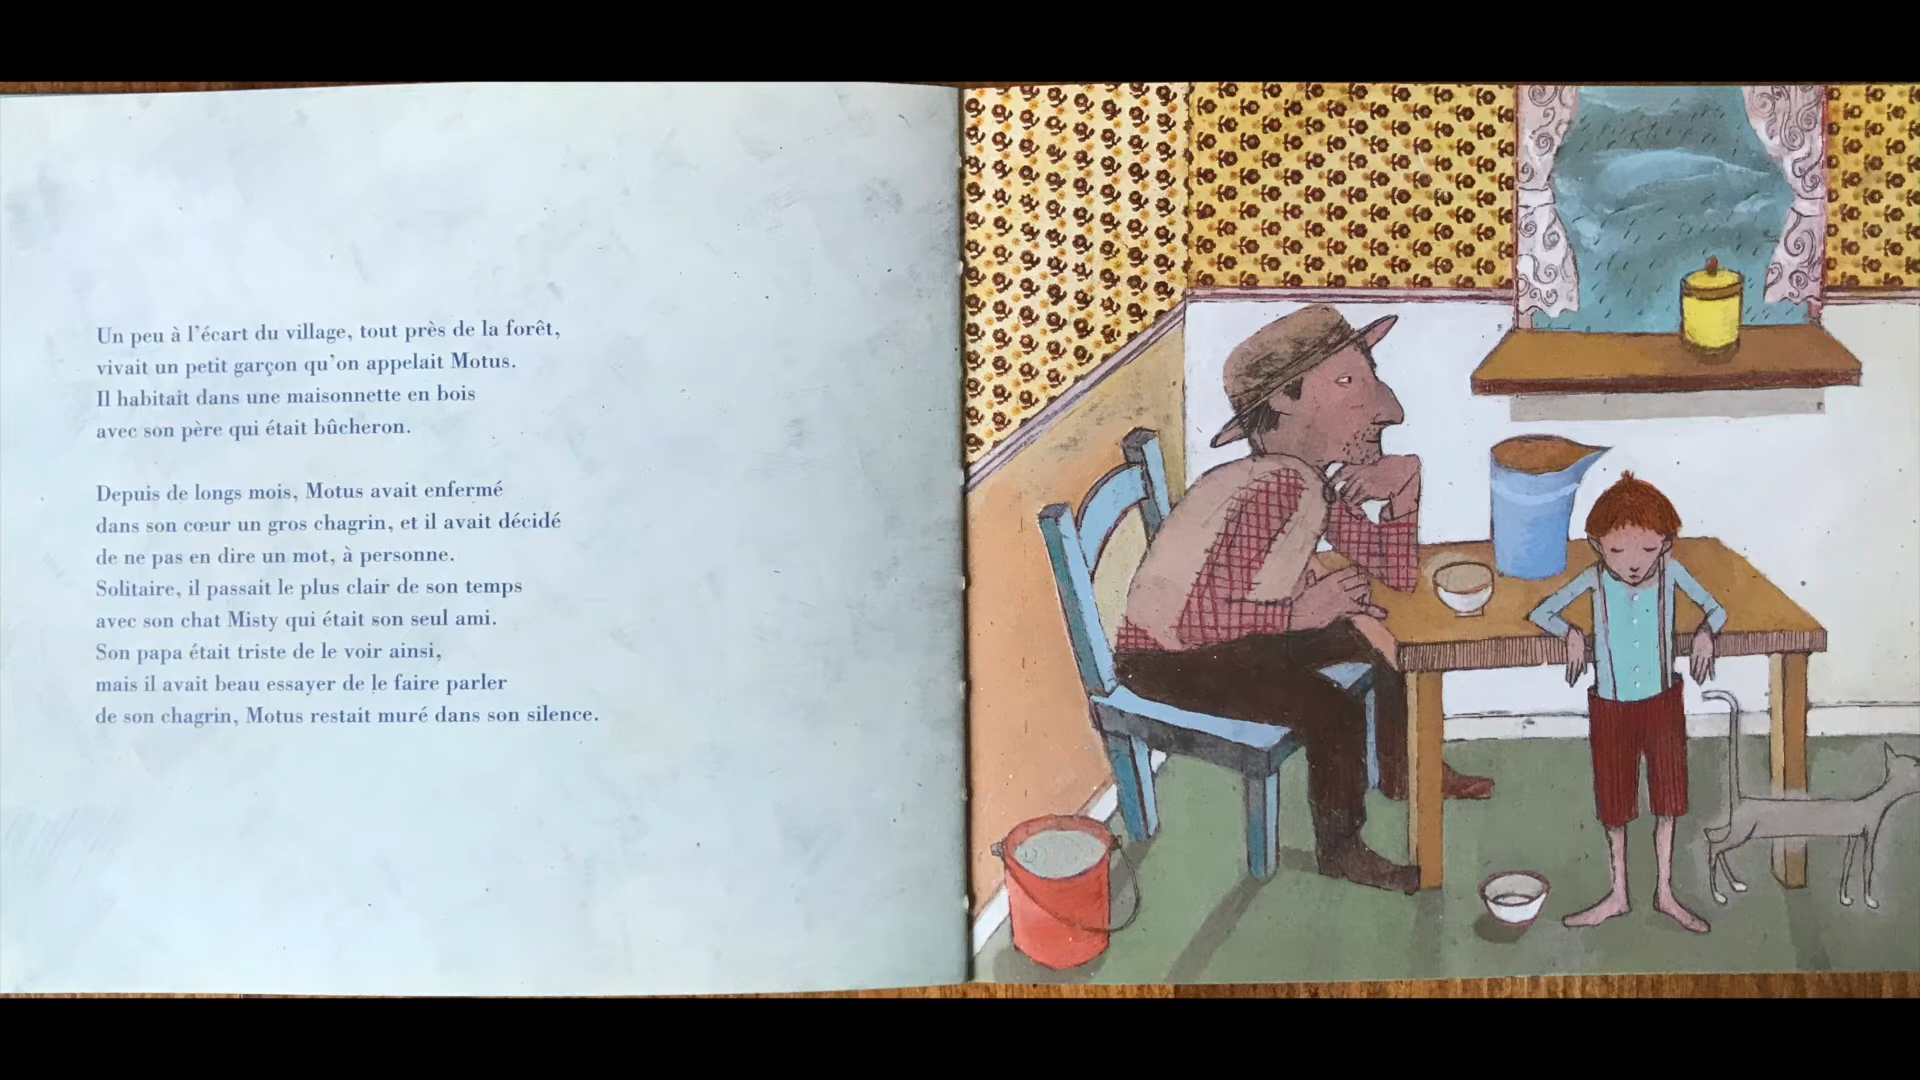 Un peu à l'écart du village, tout près de la forêt,
vivait un petit garçon qu'on appelait Motus.
Il habitait dans une maisonnette en bois
avec son père qui était bûcheron.
Depuis de longs mois, Motus avait enfermé
dans son cœur un gros chagrin, et il avait décidé
de ne pas en dire un mot, à personne.
Solitaire, il passait le plus clair de son temps
avec son chat Misty qui était son seul ami.
Son papa était triste de le voir ainsi,
mais il avait beau essayer de le faire parler
de son chagrin, Motus restait muré dans son silence.